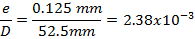 e/D = 0.125 mm/52.5mm = 2.38x10⁻³